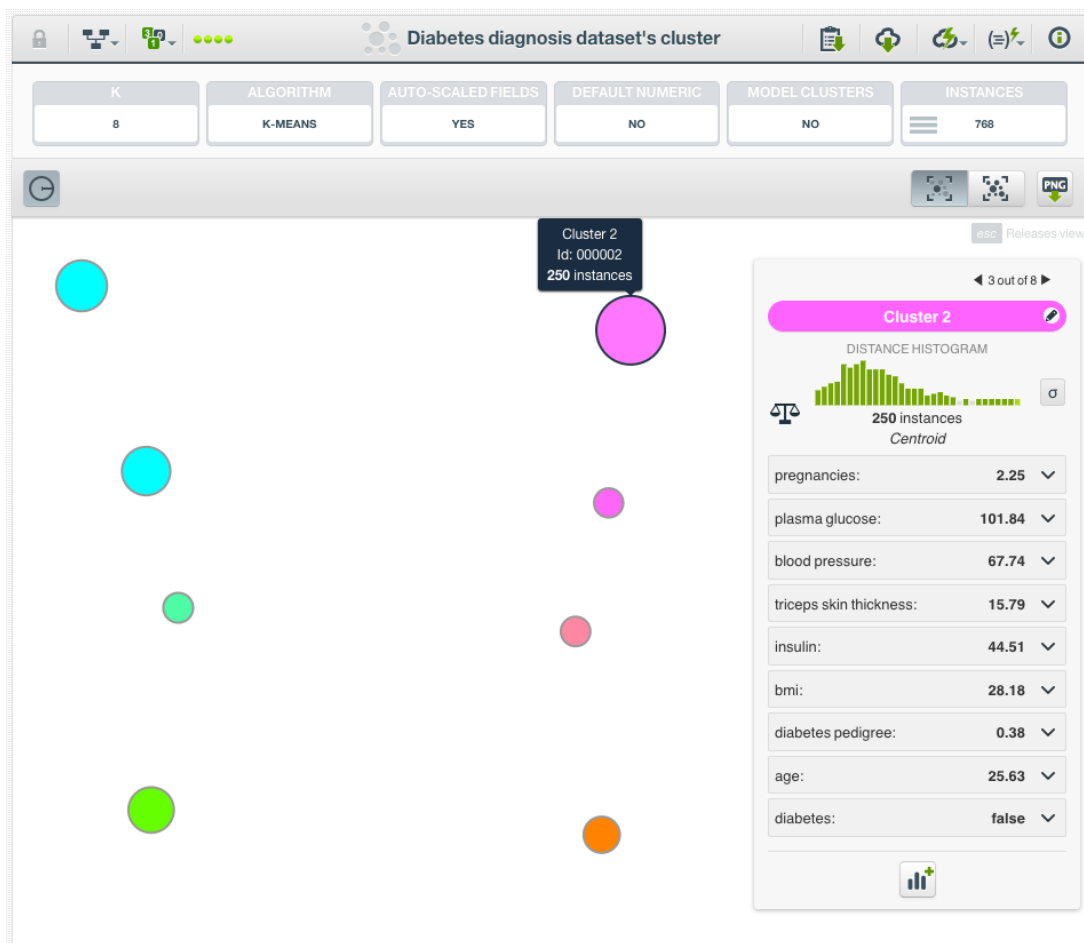 Diabetes diagnosis dataset's cluster
K
8
ALGORITHM
K-MEANS
AUTO-SCALED FIELDS
YES
DEFAULT NUMERIC
NO
MODEL CLUSTERS
NO
INSTANCES
768
PNG
esc Releases view
Cluster 2
Id: 000002
250 instances
3 out of 8
Cluster 2
DISTANCE HISTOGRAM
σ
250 instances
Centroid
pregnancies: 2.25
plasma glucose: 101.84
blood pressure: 67.74
triceps skin thickness: 15.79
insulin: 44.51
bmi: 28.18
diabetes pedigree: 0.38
age: 25.63
diabetes: false